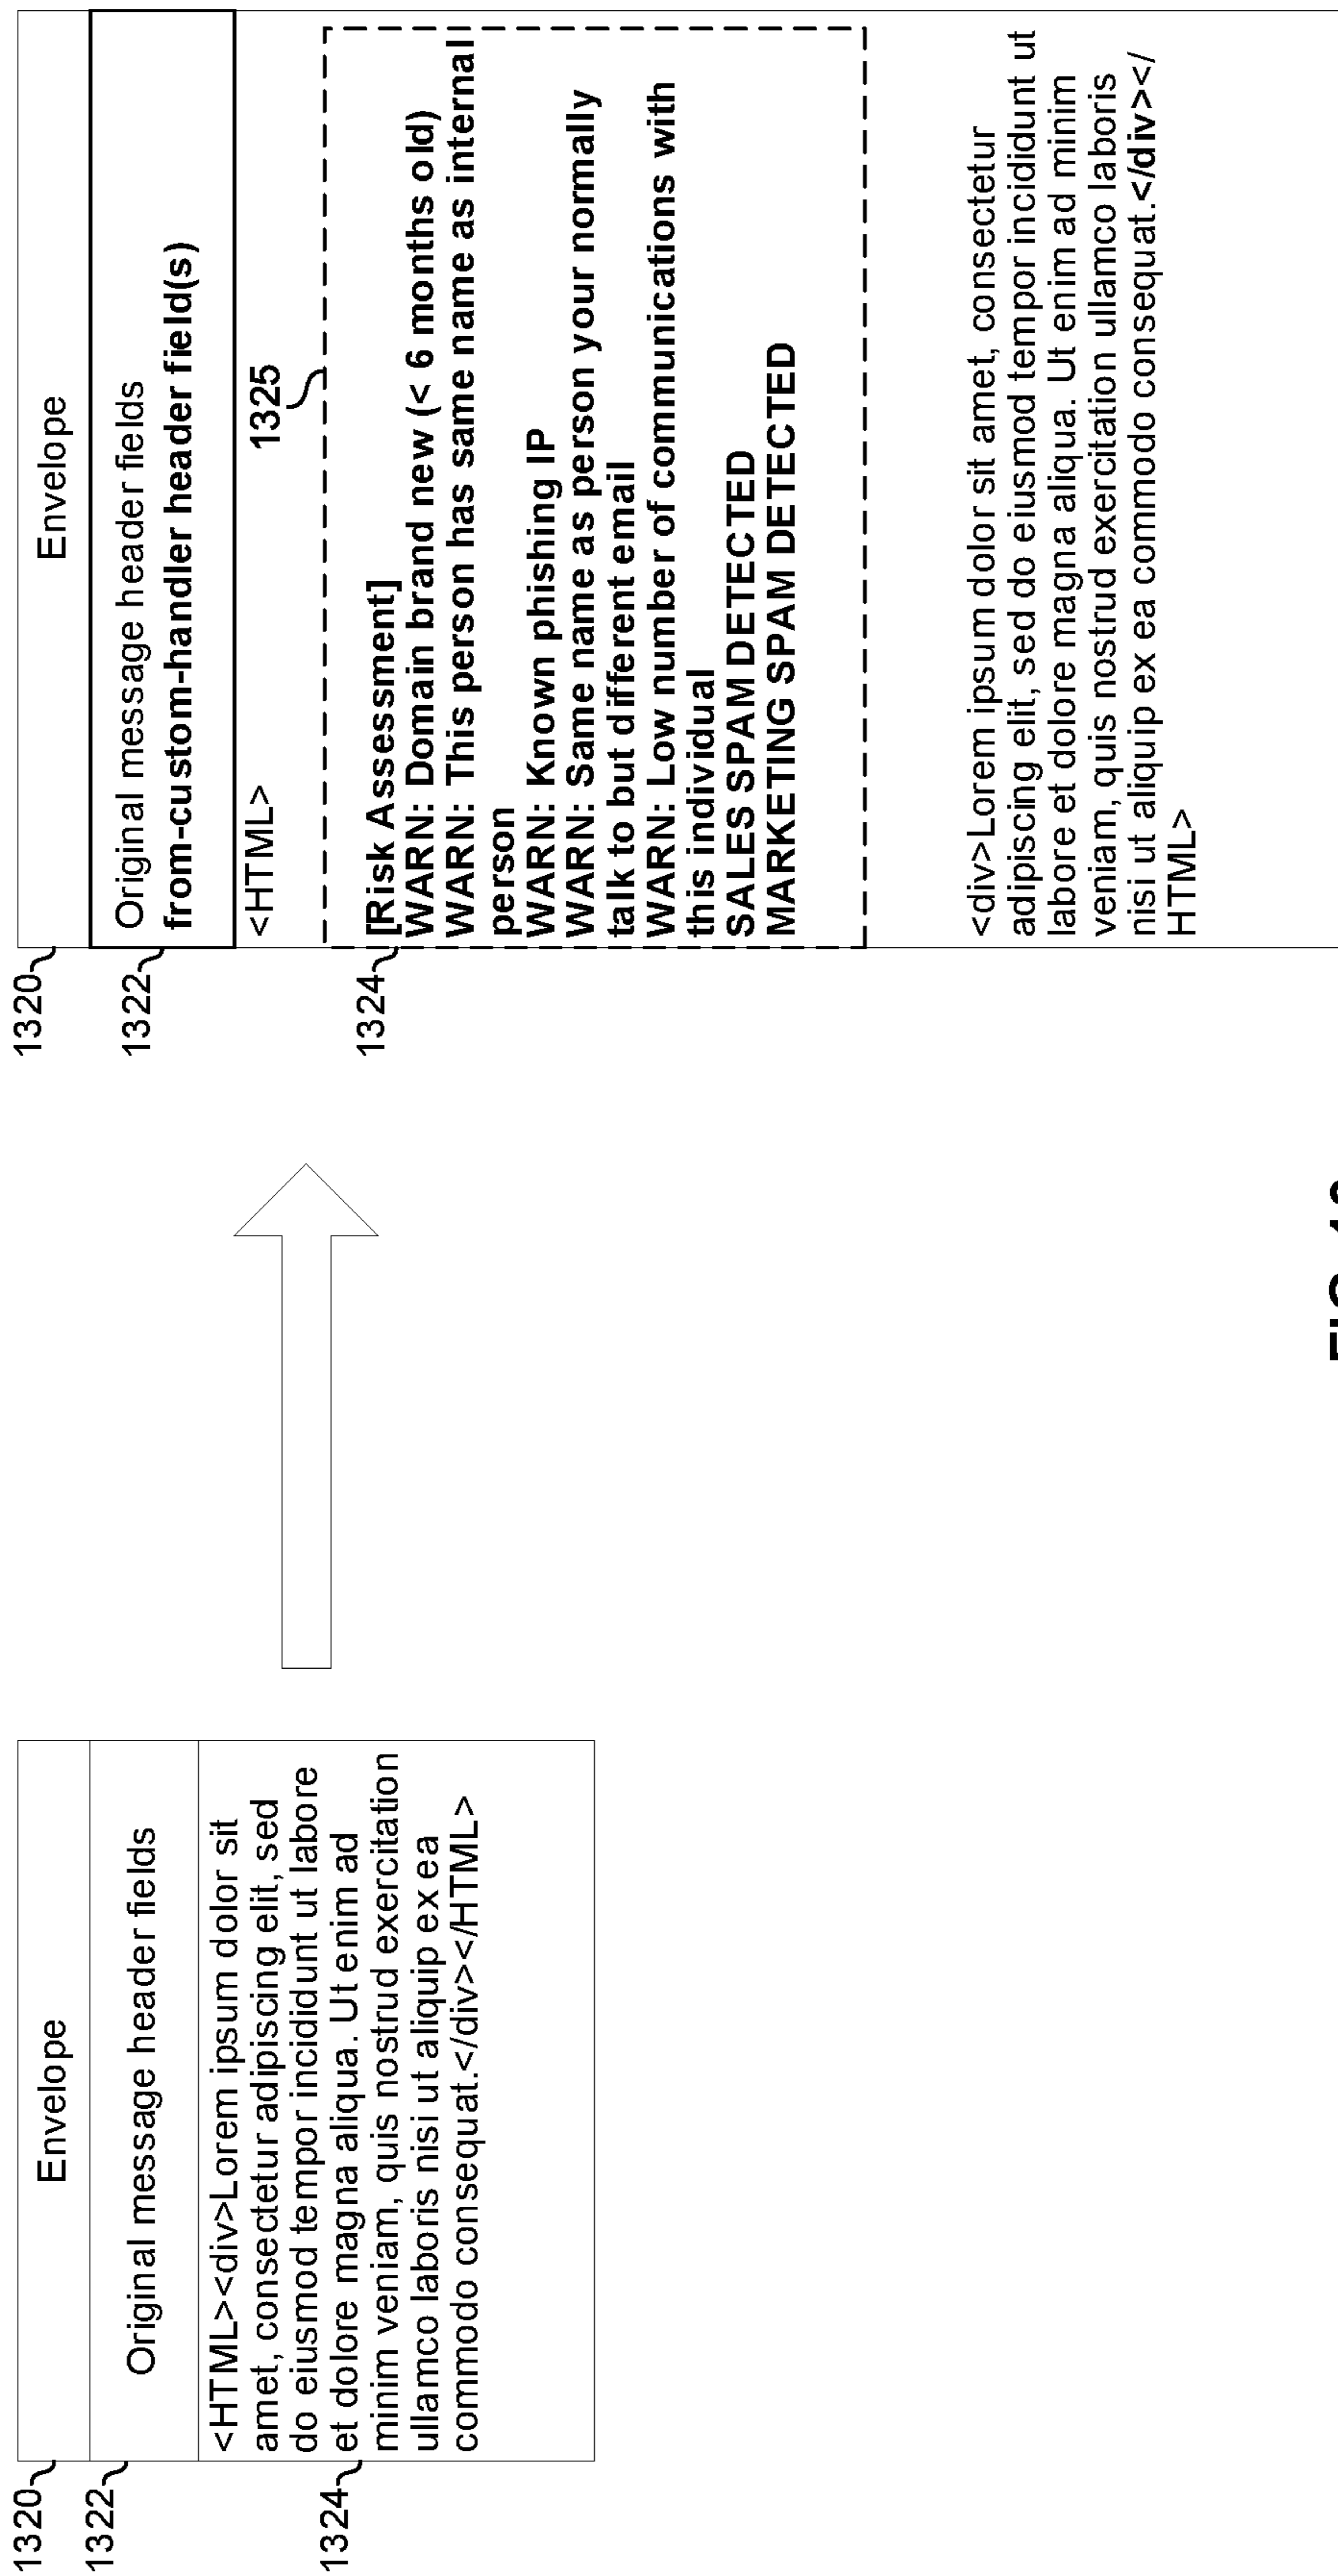 1320
Envelope
1322
Original message header fields
1324
<HTML><div>Lorem ipsum dolor sit
amet, consectetur adipiscing elit, sed
do eiusmod tempor incididunt ut labore
et dolore magna aliqua. Ut enim ad
minim veniam, quis nostrud exercitation
ullamco laboris nisi ut aliquip ex ea
commodo consequat.</div></HTML>
1320
Envelope
1322
Original message header fields
from-custom-handler header field(s)
<HTML>
1325
1324
[Risk Assessment]
WARN: Domain brand new (< 6 months old)
WARN: This person has same name as internal
person
WARN: Known phishing IP
WARN: Same name as person your normally
talk to but different email
WARN: Low number of communications with
this individual
SALES SPAM DETECTED
MARKETING SPAM DETECTED
<div>Lorem ipsum dolor sit amet, consectetur
adipiscing elit, sed do eiusmod tempor incididunt ut
labore et dolore magna aliqua. Ut enim ad minim
veniam, quis nostrud exercitation ullamco laboris
nisi ut aliquip ex ea commodo consequat.</div></
HTML>
FIG.